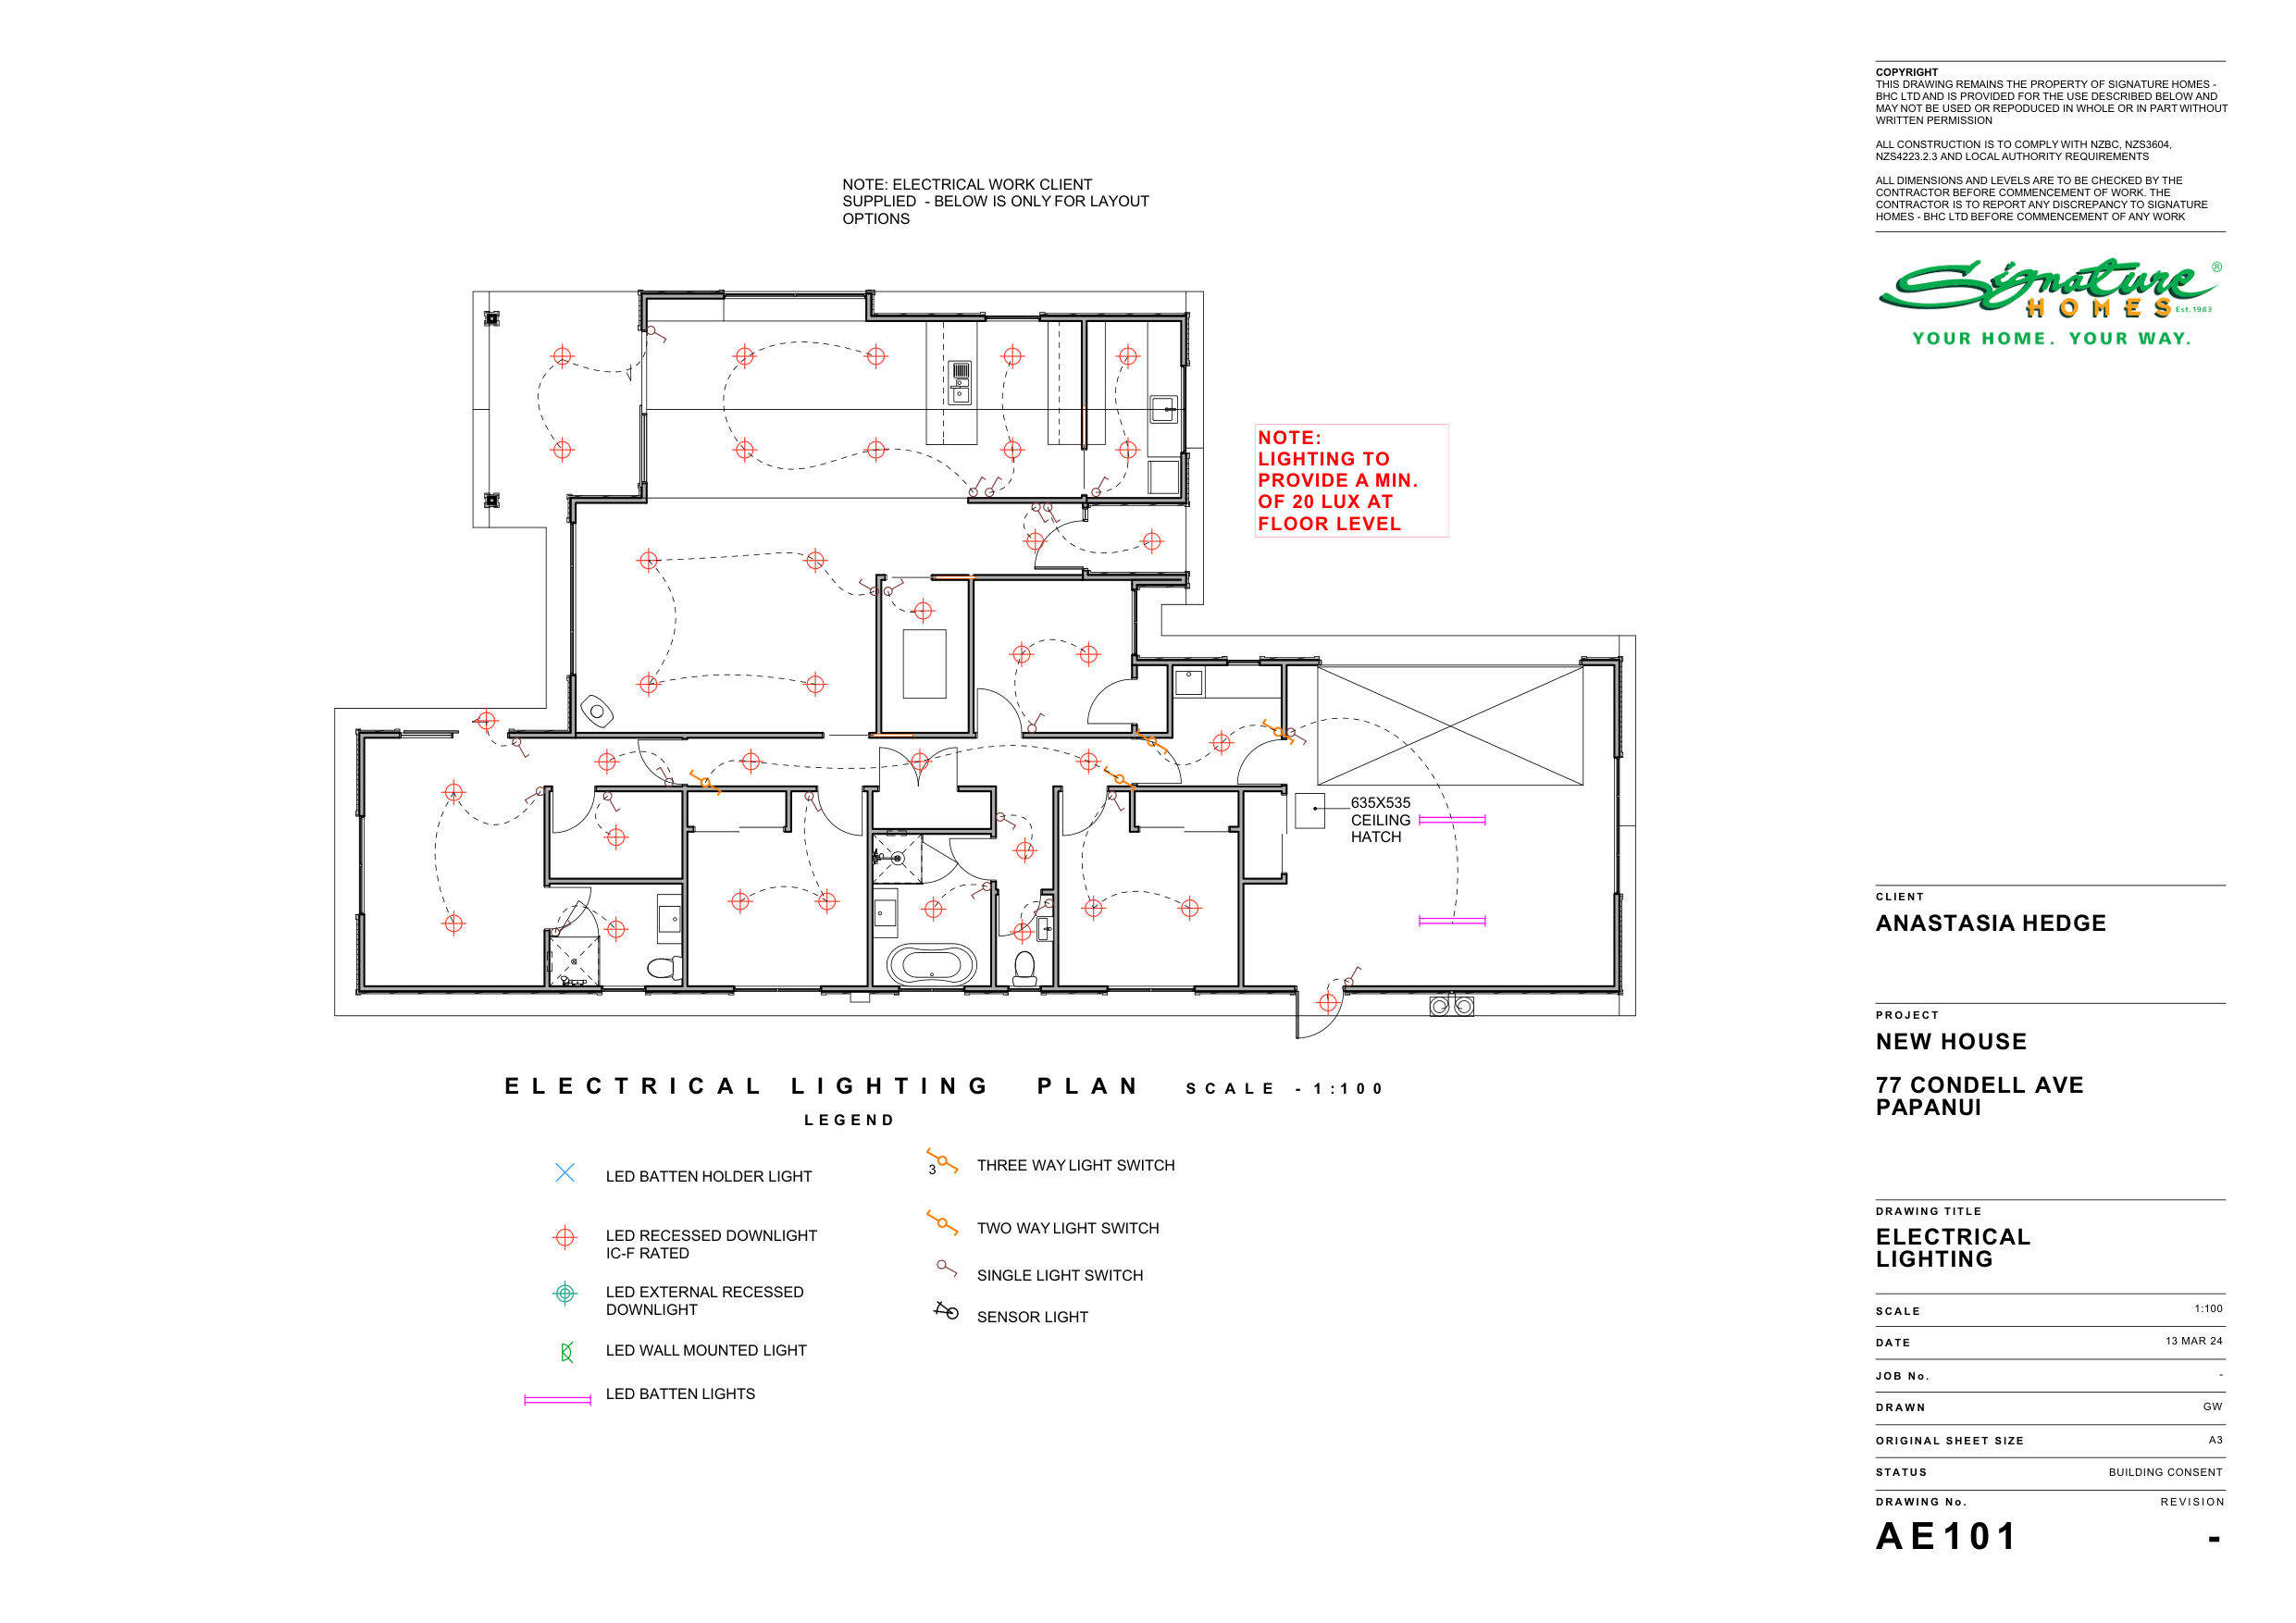 COPYRIGHT
THIS DRAWING REMAINS THE PROPERTY OF SIGNATURE HOMES -
BHC LTD AND IS PROVIDED FOR THE USE DESCRIBED BELOW AND
MAY NOT BE USED OR REPODUCED IN WHOLE OR IN PART WITHOUT
WRITTEN PERMISSION
ALL CONSTRUCTION IS TO COMPLY WITH NZBC, NZS3604,
NZS4223.2.3 AND LOCAL AUTHORITY REQUIREMENTS
ALL DIMENSIONS AND LEVELS ARE TO BE CHECKED BY THE
CONTRACTOR BEFORE COMMENCEMENT OF WORK. THE
CONTRACTOR IS TO REPORT ANY DISCREPANCY TO SIGNATURE
HOMES - BHC LTD BEFORE COMMENCEMENT OF ANY WORK
Signature ®
HOMES Est.1983
YOUR HOME. YOUR WAY.
NOTE: ELECTRICAL WORK CLIENT
SUPPLIED - BELOW IS ONLY FOR LAYOUT
OPTIONS
NOTE:
LIGHTING TO
PROVIDE A MIN.
OF 20 LUX AT
FLOOR LEVEL
635X535
CEILING
HATCH
ELECTRICAL LIGHTING PLAN SCALE - 1:100
LEGEND
LED BATTEN HOLDER LIGHT
LED RECESSED DOWNLIGHT
IC-F RATED
LED EXTERNAL RECESSED
DOWNLIGHT
LED WALL MOUNTED LIGHT
LED BATTEN LIGHTS
3 THREE WAY LIGHT SWITCH
TWO WAY LIGHT SWITCH
SINGLE LIGHT SWITCH
SENSOR LIGHT
CLIENT
ANASTASIA HEDGE
PROJECT
NEW HOUSE
77 CONDELL AVE
PAPANUI
DRAWING TITLE
ELECTRICAL
LIGHTING
SCALE 1:100
DATE 13 MAR 24
JOB No. -
DRAWN GW
ORIGINAL SHEET SIZE A3
STATUS BUILDING CONSENT
DRAWING No. REVISION
AE101 -